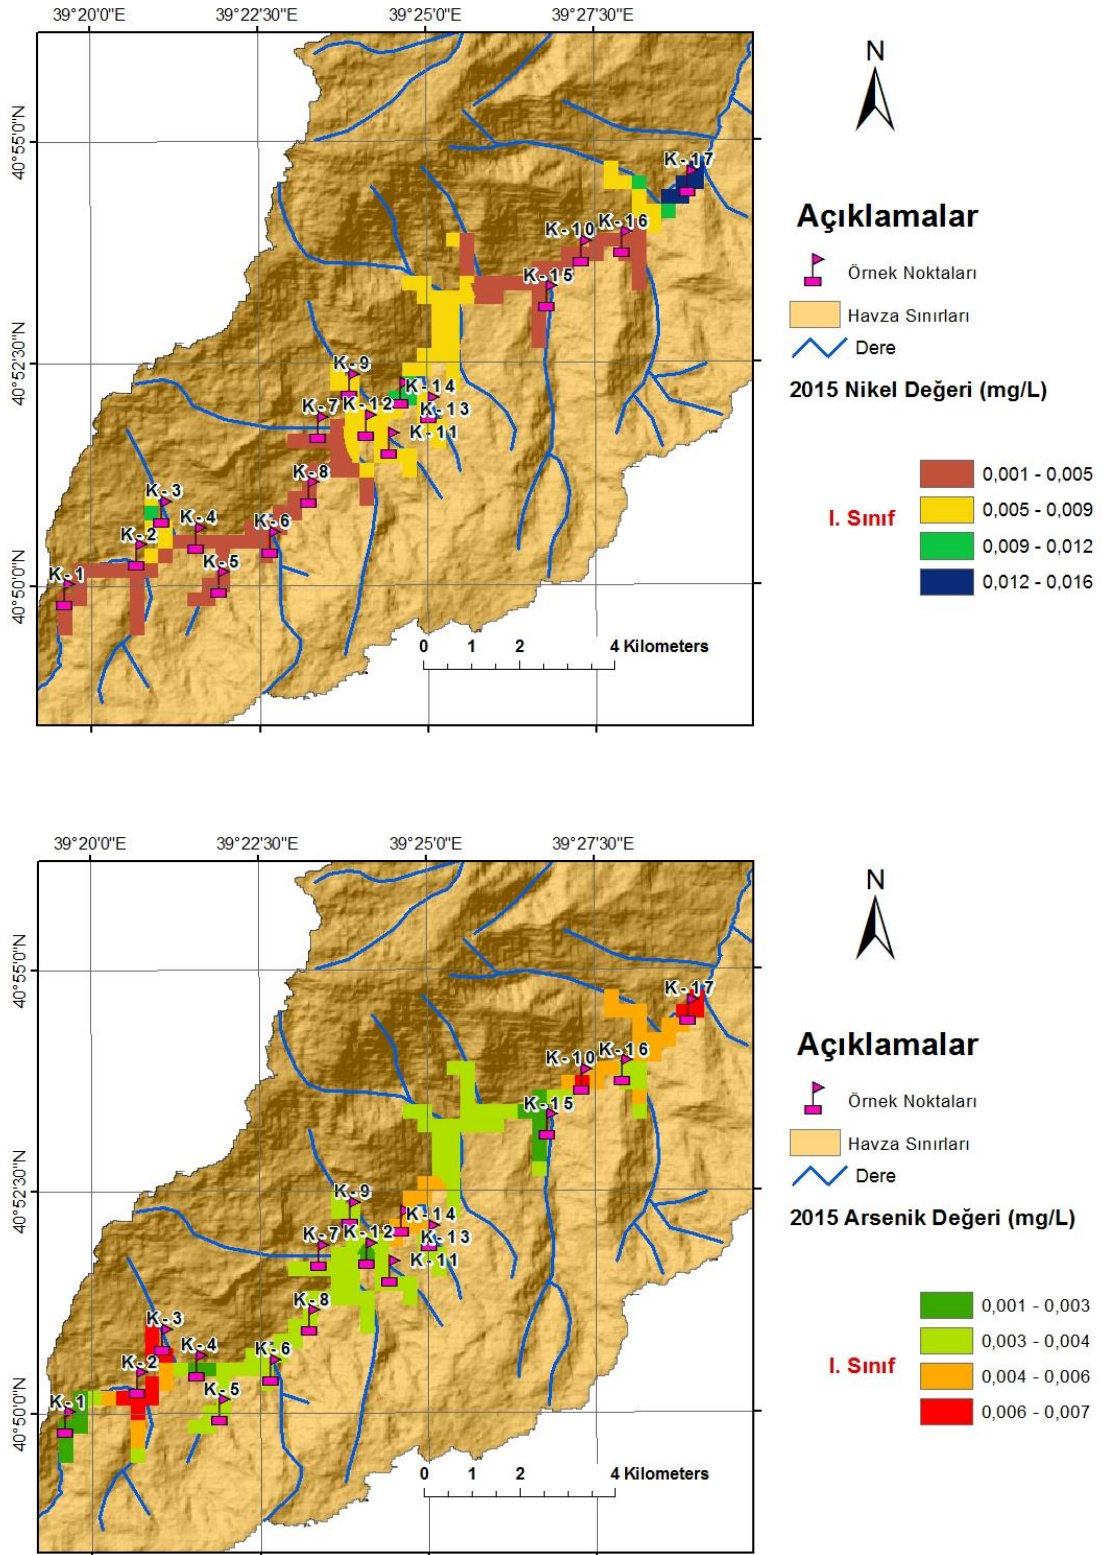 39°20'0"E 39°22'30"E 39°25'0"E 39°27'30"E
40°55'0"N
40°52'30"N
40°50'0"N
K-17
K-16
K-10
K-15
K-9
K-14
K-7
K-12
K-13
K-11
K-8
K-3
K-4
K-6
K-2
K-5
K-1
0 1 2 4 Kilometers
N
Açıklamalar
Örnek Noktaları
Havza Sınırları
Dere
2015 Nikel Değeri (mg/L)
I. Sınıf
0,001 - 0,005
0,005 - 0,009
0,009 - 0,012
0,012 - 0,016
39°20'0"E 39°22'30"E 39°25'0"E 39°27'30"E
40°55'0"N
40°52'30"N
40°50'0"N
K-17
K-16
K-10
K-15
K-9
K-14
K-7
K-12
K-13
K-11
K-8
K-3
K-4
K-6
K-2
K-5
K-1
0 1 2 4 Kilometers
N
Açıklamalar
Örnek Noktaları
Havza Sınırları
Dere
2015 Arsenik Değeri (mg/L)
I. Sınıf
0,001 - 0,003
0,003 - 0,004
0,004 - 0,006
0,006 - 0,007